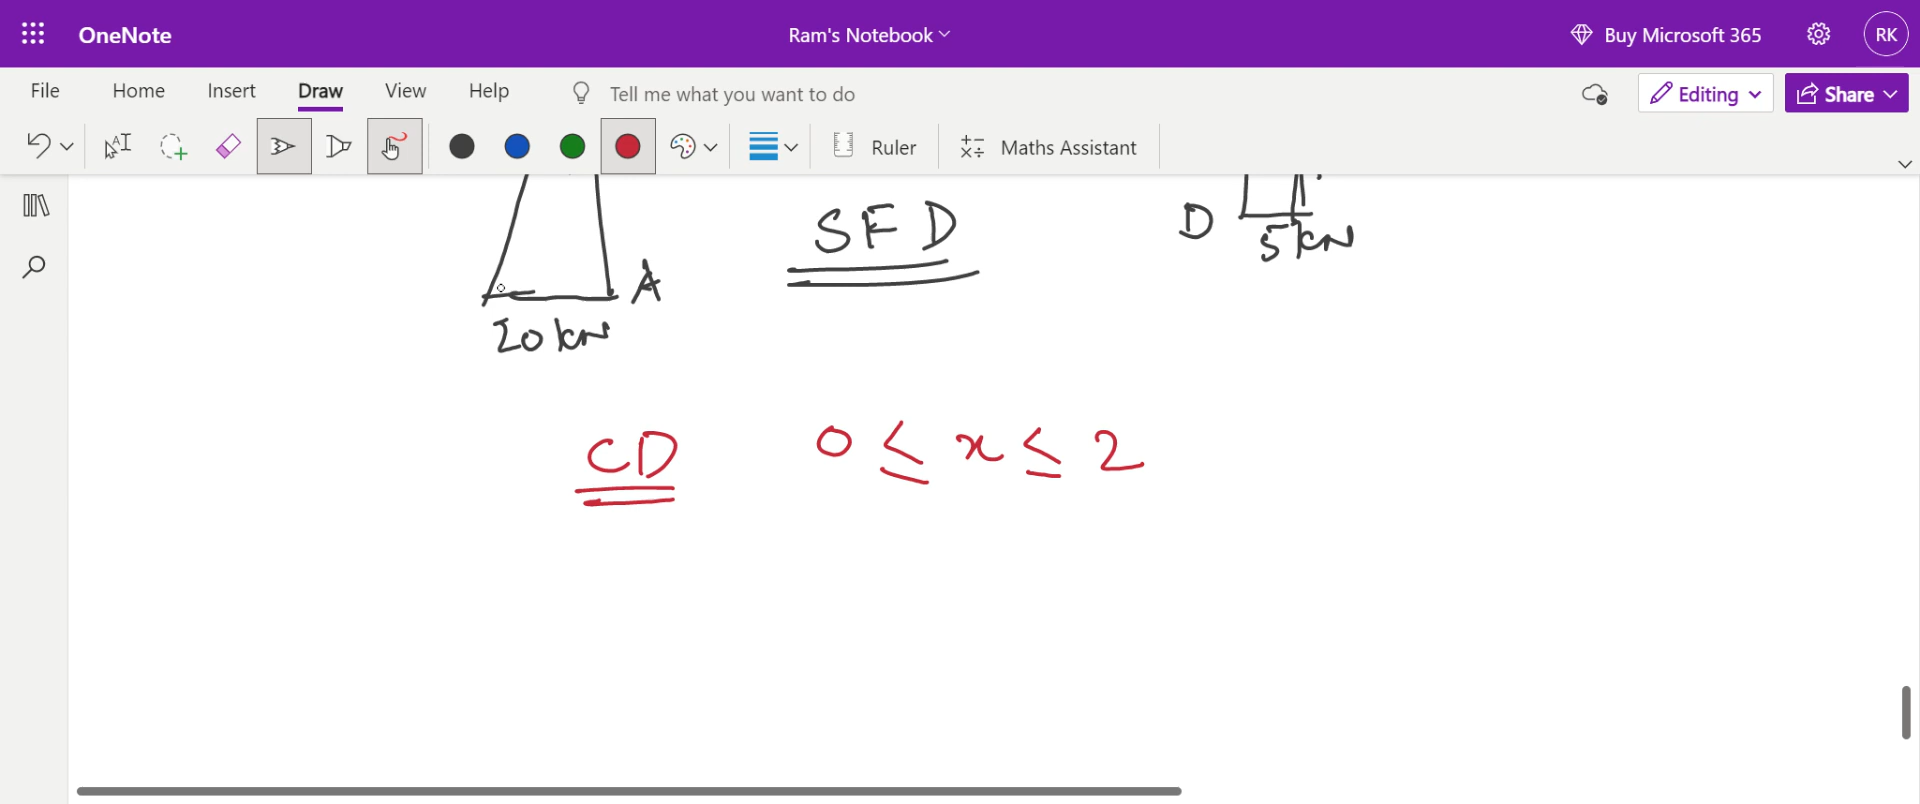 OneNote
Ram's Notebook
Buy Microsoft 365
RK
File Home Insert Draw View Help
Tell me what you want to do
Editing
Share
Ruler
Maths Assistant
S F D
D
5 kN
A
20 kN
CD 0 ≤ x ≤ 2